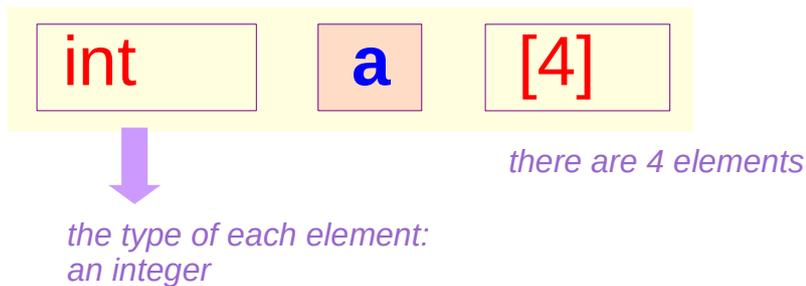 int a [4]
there are 4 elements
the type of each element:
an integer